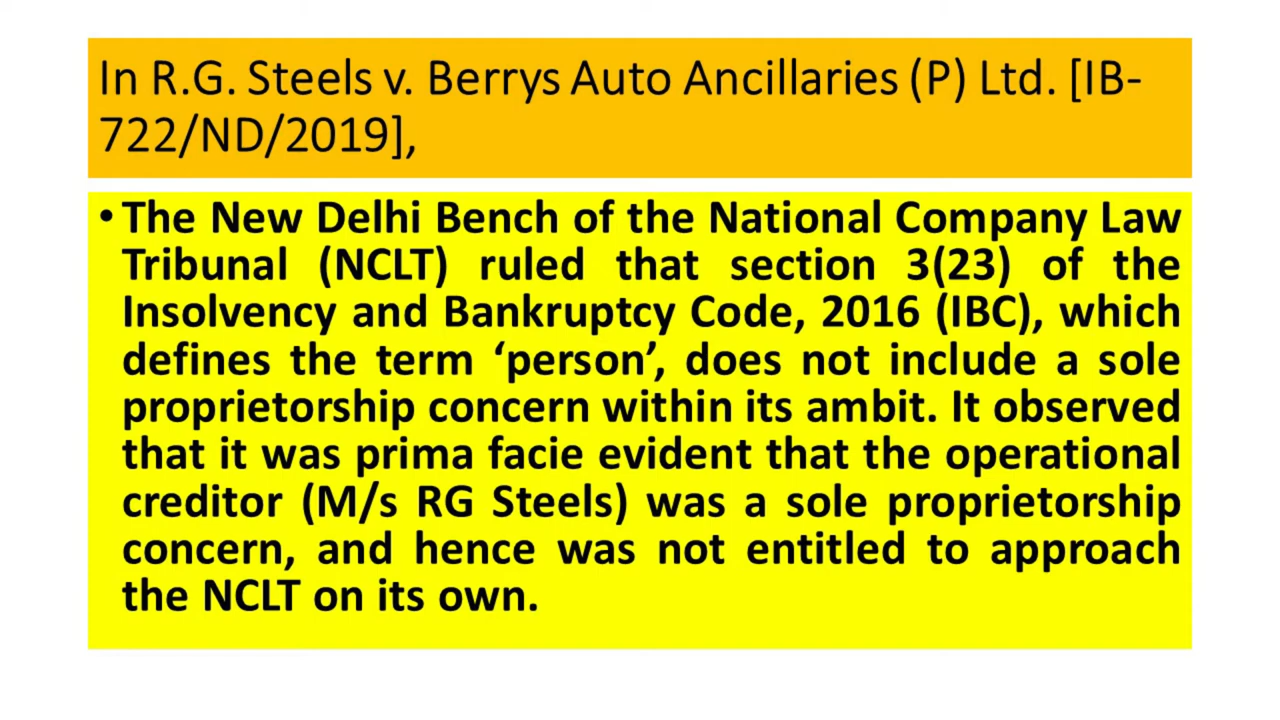 In R.G. Steels v. Berrys Auto Ancillaries (P) Ltd. [IB-
722/ND/2019],
• The New Delhi Bench of the National Company Law
Tribunal (NCLT) ruled that section 3(23) of the
Insolvency and Bankruptcy Code, 2016 (IBC), which
defines the term ‘person’, does not include a sole
proprietorship concern within its ambit. It observed
that it was prima facie evident that the operational
creditor (M/s RG Steels) was a sole proprietorship
concern, and hence was not entitled to approach
the NCLT on its own.